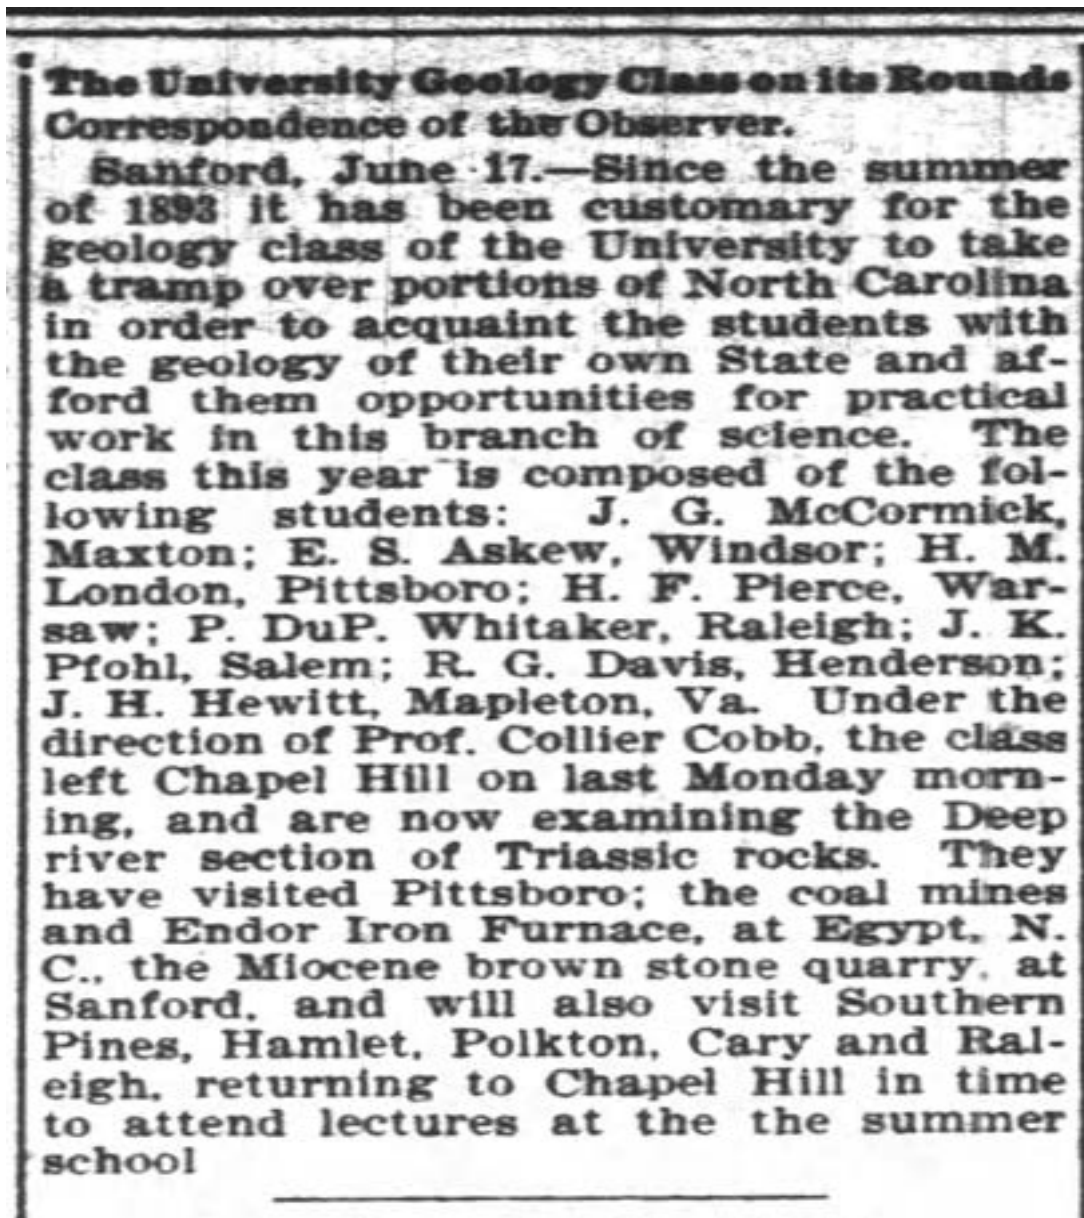 The University Geology Class on its Rounds
Correspondence of the Observer.
Sanford, June 17.—Since the summer
of 1893 it has been customary for the
geology class of the University to take
a tramp over portions of North Carolina
in order to acquaint the students with
the geology of their own State and af-
ford them opportunities for practical
work in this branch of science. The
class this year is composed of the fol-
lowing students: J. G. McCormick,
Maxton; E. S. Askew, Windsor; H. M.
London, Pittsboro; H. F. Pierce, War-
saw; P. DuP. Whitaker, Raleigh; J. K.
Pfohl, Salem; R. G. Davis, Henderson;
J. H. Hewitt, Mapleton, Va. Under the
direction of Prof. Collier Cobb, the class
left Chapel Hill on last Monday morn-
ing, and are now examining the Deep
river section of Triassic rocks. They
have visited Pittsboro; the coal mines
and Endor Iron Furnace, at Egypt, N.
C., the Miocene brown stone quarry, at
Sanford, and will also visit Southern
Pines, Hamlet, Polkton, Cary and Ral-
eigh, returning to Chapel Hill in time
to attend lectures at the the summer
school